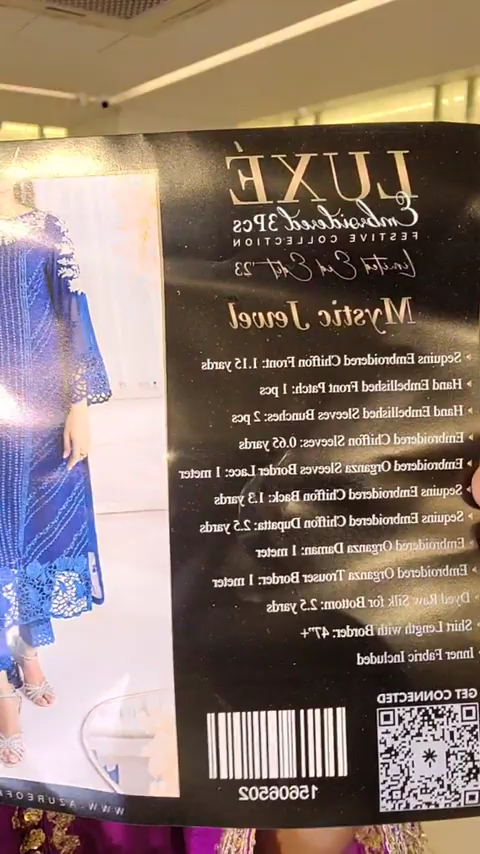 LUXÉ
Embroidered 3Pcs
FESTIVE COLLECTION
Limited Eid Edit '23
Mystic Jewel
Sequins Embroidered Chiffon Front: 1.15 yards
Hand Embellished Front Patch: 1 pcs
Hand Embellished Sleeves Bunches: 2 pcs
Embroidered Chiffon Sleeves: 0.65 yards
Embroidered Organza Sleeves Border Lace: 1 meter
Sequins Embroidered Chiffon Back: 1.3 yards
Sequins Embroidered Chiffon Dupatta: 2.5 yards
Embroidered Organza Daman: 1 meter
Embroidered Organza Trouser Border: 1 meter
Dyed Raw Silk for Bottom: 2.5 yards
Shirt Length with Border: 47"+
Inner Fabric Included
GET CONNECTED
15606502